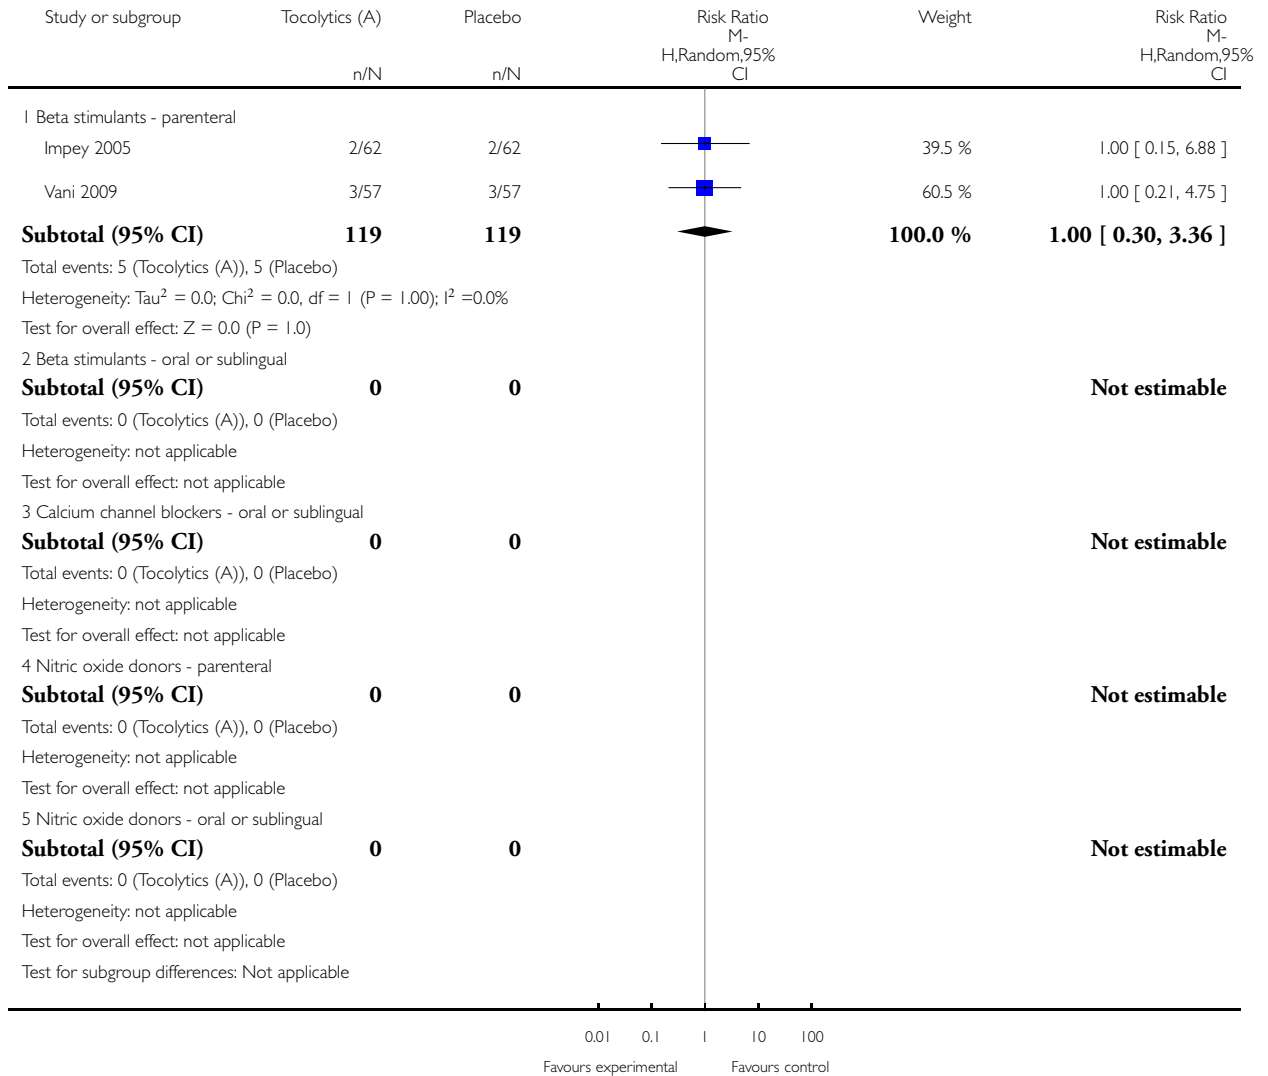 Study or subgroup Tocolytics (A) Placebo Risk Ratio Weight Risk Ratio
M- M-
H,Random,95% H,Random,95%
n/N n/N CI CI
1 Beta stimulants - parenteral
Impey 2005 2/62 2/62 39.5 % 1.00 [ 0.15, 6.88 ]
Vani 2009 3/57 3/57 60.5 % 1.00 [ 0.21, 4.75 ]
Subtotal (95% CI) 119 119 100.0 % 1.00 [ 0.30, 3.36 ]
Total events: 5 (Tocolytics (A)), 5 (Placebo)
Heterogeneity: Tau² = 0.0; Chi² = 0.0, df = 1 (P = 1.00); I² =0.0%
Test for overall effect: Z = 0.0 (P = 1.0)
2 Beta stimulants - oral or sublingual
Subtotal (95% CI) 0 0 Not estimable
Total events: 0 (Tocolytics (A)), 0 (Placebo)
Heterogeneity: not applicable
Test for overall effect: not applicable
3 Calcium channel blockers - oral or sublingual
Subtotal (95% CI) 0 0 Not estimable
Total events: 0 (Tocolytics (A)), 0 (Placebo)
Heterogeneity: not applicable
Test for overall effect: not applicable
4 Nitric oxide donors - parenteral
Subtotal (95% CI) 0 0 Not estimable
Total events: 0 (Tocolytics (A)), 0 (Placebo)
Heterogeneity: not applicable
Test for overall effect: not applicable
5 Nitric oxide donors - oral or sublingual
Subtotal (95% CI) 0 0 Not estimable
Total events: 0 (Tocolytics (A)), 0 (Placebo)
Heterogeneity: not applicable
Test for overall effect: not applicable
Test for subgroup differences: Not applicable
0.01 0.1 1 10 100
Favours experimental Favours control